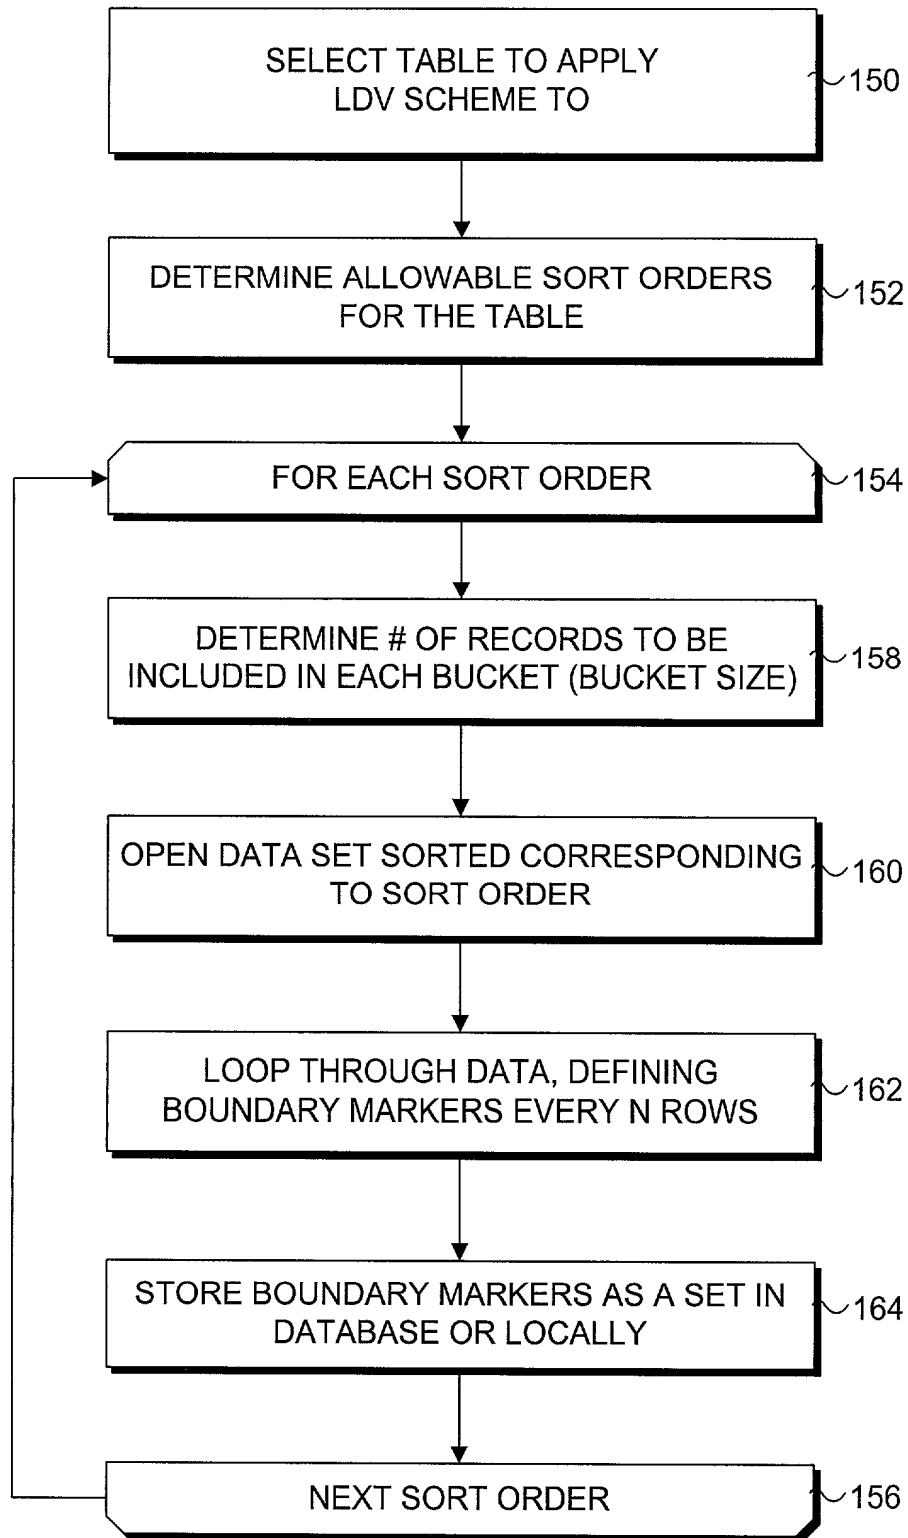 SELECT TABLE TO APPLY
LDV SCHEME TO
150
DETERMINE ALLOWABLE SORT ORDERS
FOR THE TABLE
152
FOR EACH SORT ORDER
154
DETERMINE # OF RECORDS TO BE
INCLUDED IN EACH BUCKET (BUCKET SIZE)
158
OPEN DATA SET SORTED CORRESPONDING
TO SORT ORDER
160
LOOP THROUGH DATA, DEFINING
BOUNDARY MARKERS EVERY N ROWS
162
STORE BOUNDARY MARKERS AS A SET IN
DATABASE OR LOCALLY
164
NEXT SORT ORDER
156